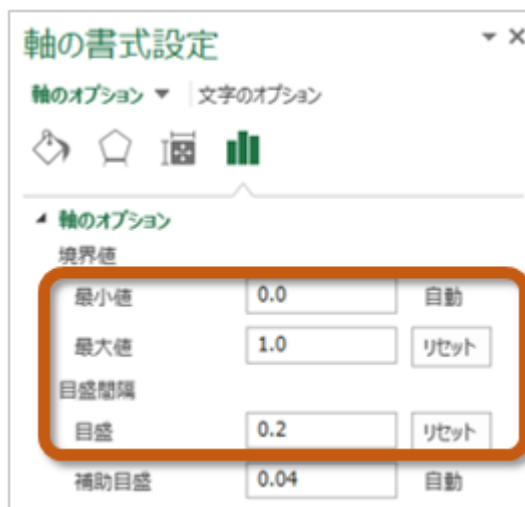 軸の書式設定
軸のオプション 文字のオプション
軸のオプション
境界値
最小値 0.0 自動
最大値 1.0 リセット
目盛間隔
目盛 0.2 リセット
補助目盛 0.04 自動